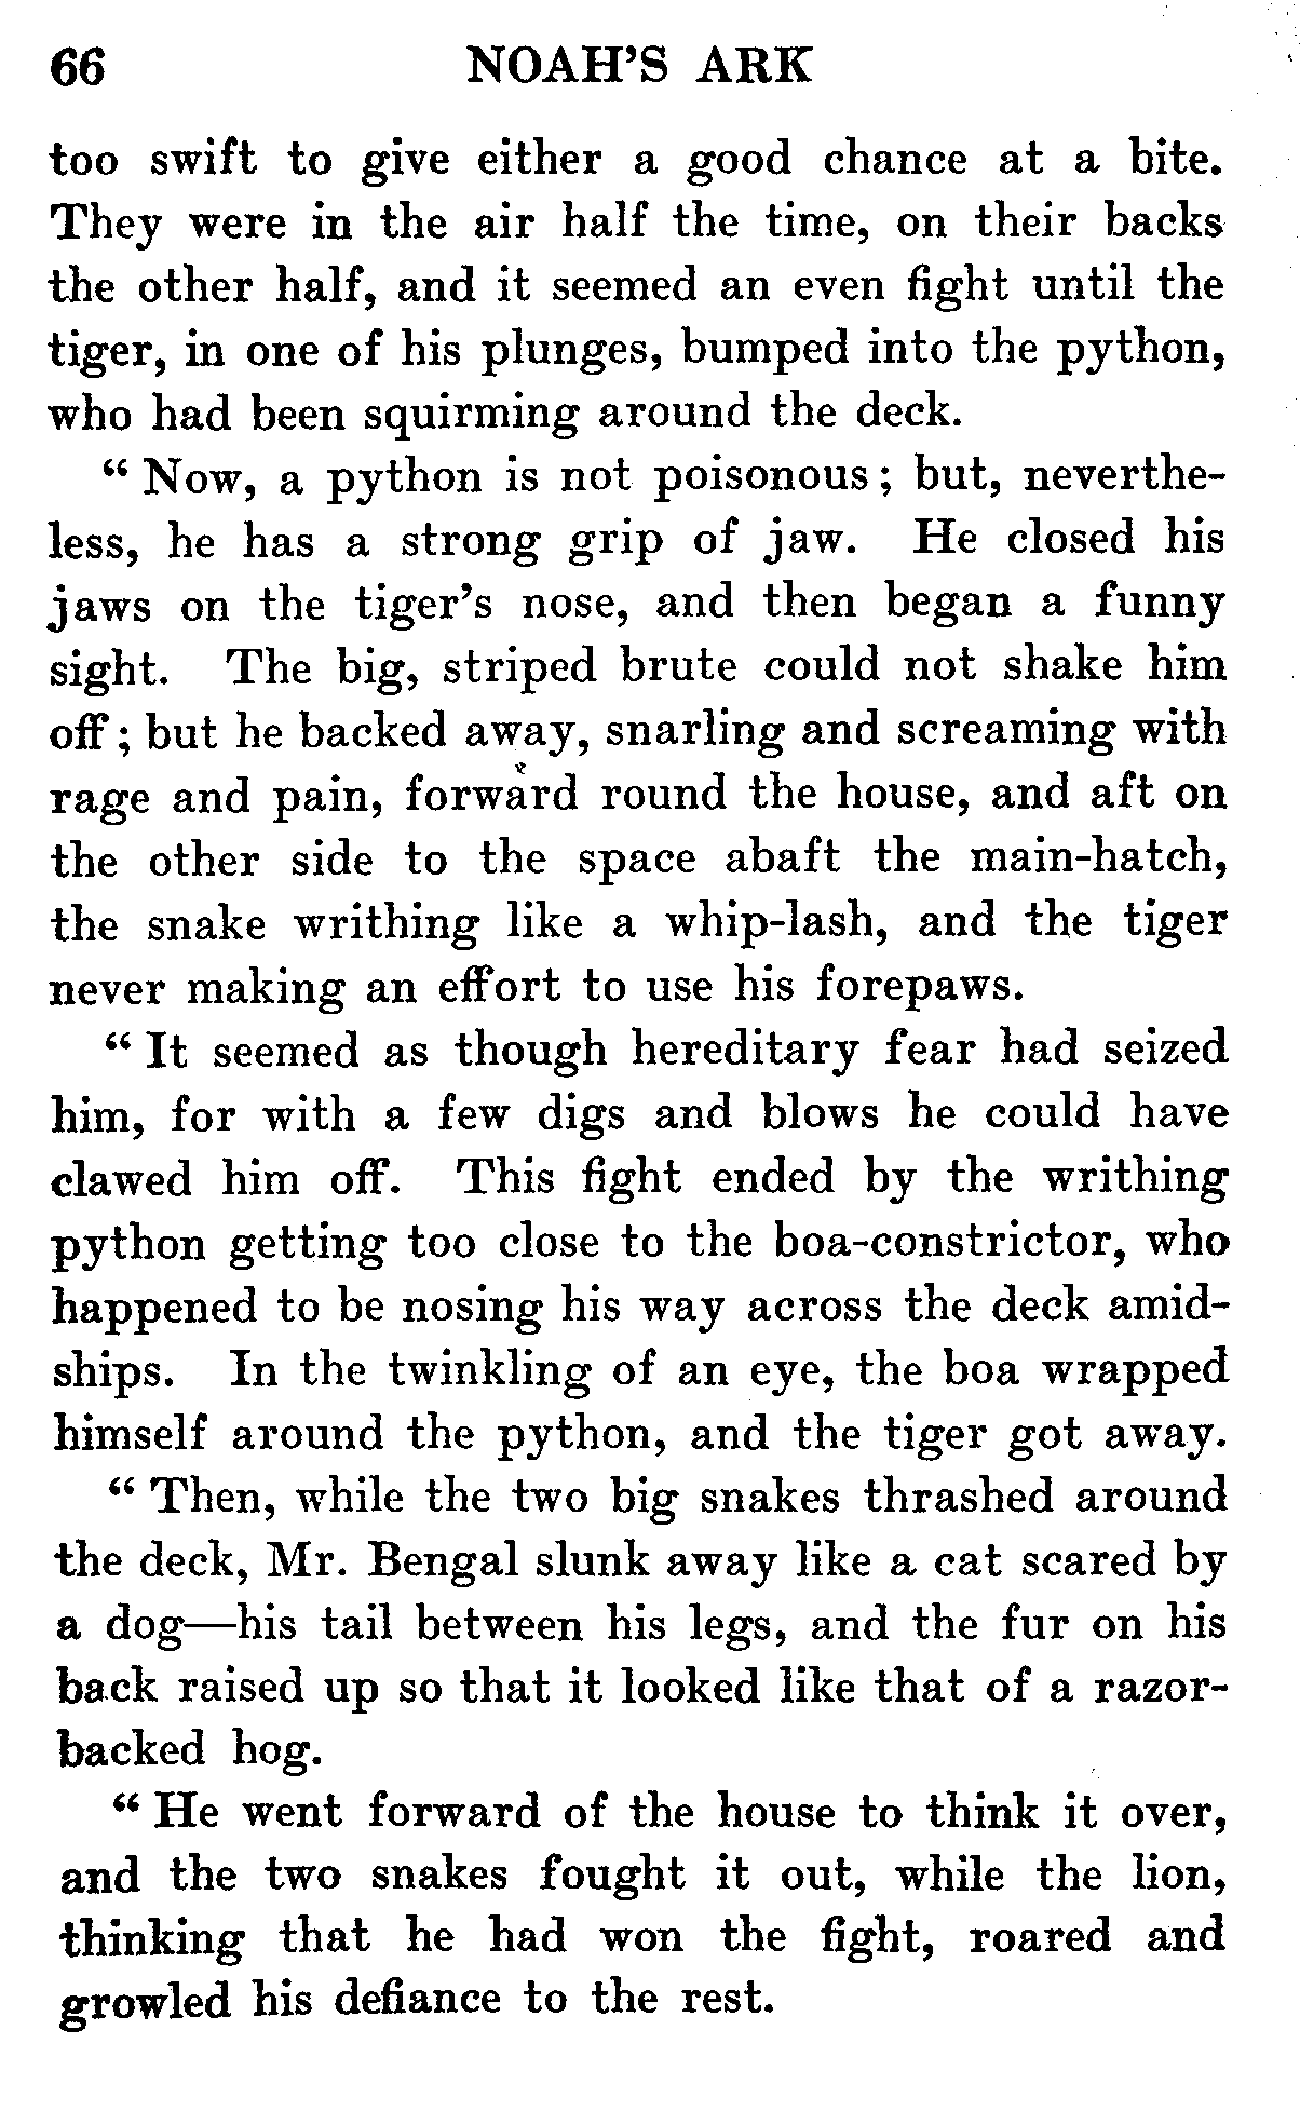 66 NOAH'S ARK
too swift to give either a good chance at a bite.
They were in the air half the time, on their backs
the other half, and it seemed an even fight until the
tiger, in one of his plunges, bumped into the python,
who had been squirming around the deck.
“ Now, a python is not poisonous ; but, neverthe-
less, he has a strong grip of jaw. He closed his
jaws on the tiger's nose, and then began a funny
sight. The big, striped brute could not shake him
off ; but he backed away, snarling and screaming with
rage and pain, forward round the house, and aft on
the other side to the space abaft the main-hatch,
the snake writhing like a whip-lash, and the tiger
never making an effort to use his forepaws.
“ It seemed as though hereditary fear had seized
him, for with a few digs and blows he could have
clawed him off. This fight ended by the writhing
python getting too close to the boa-constrictor, who
happened to be nosing his way across the deck amid-
ships. In the twinkling of an eye, the boa wrapped
himself around the python, and the tiger got away.
“ Then, while the two big snakes thrashed around
the deck, Mr. Bengal slunk away like a cat scared by
a dog—his tail between his legs, and the fur on his
back raised up so that it looked like that of a razor-
backed hog.
“ He went forward of the house to think it over,
and the two snakes fought it out, while the lion,
thinking that he had won the fight, roared and
growled his defiance to the rest.